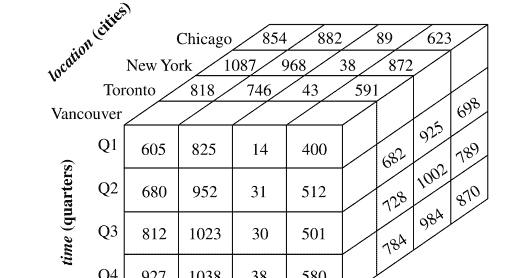 location (cities)
Chicago 854 882 89 623
New York 1087 968 38 872
Toronto 818 746 43 591
Vancouver
time (quarters)
Q1 605 825 14 400
682 925 698
Q2 680 952 31 512
728 1002 789
Q3 812 1023 30 501
784 984 870
Q4 927 1038 38 580